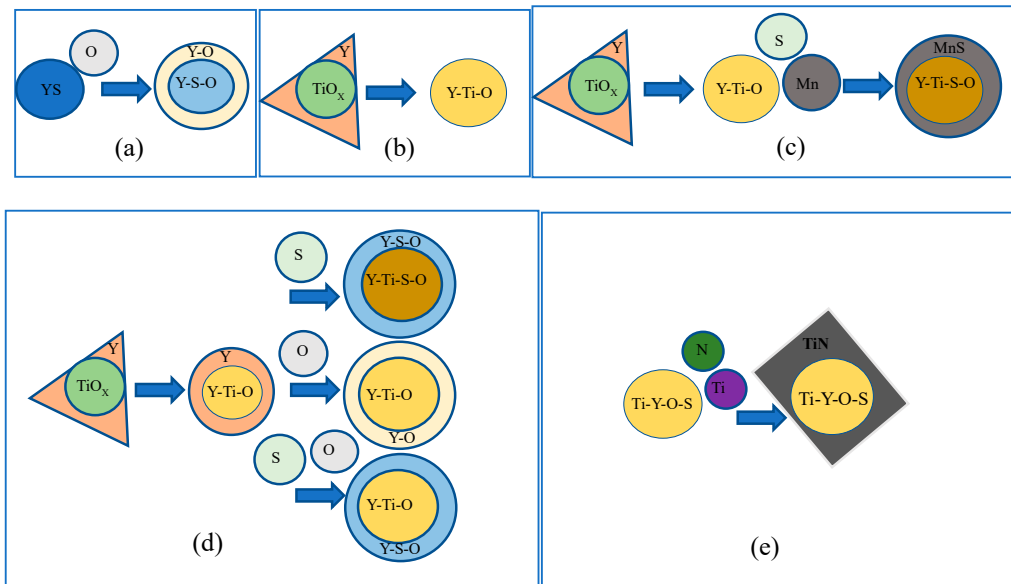 YS
O
Y-O
Y-S-O
(a)
Y
TiOX
Y-Ti-O
(b)
Y
TiOX
Y-Ti-O
S
Mn
MnS
Y-Ti-S-O
(c)
Y
TiOX
Y
Y-Ti-O
S
Y-S-O
Y-Ti-S-O
O
Y-Ti-O
Y-O
S
O
Y-Ti-O
Y-S-O
(d)
Ti-Y-O-S
N
Ti
TiN
Ti-Y-O-S
(e)